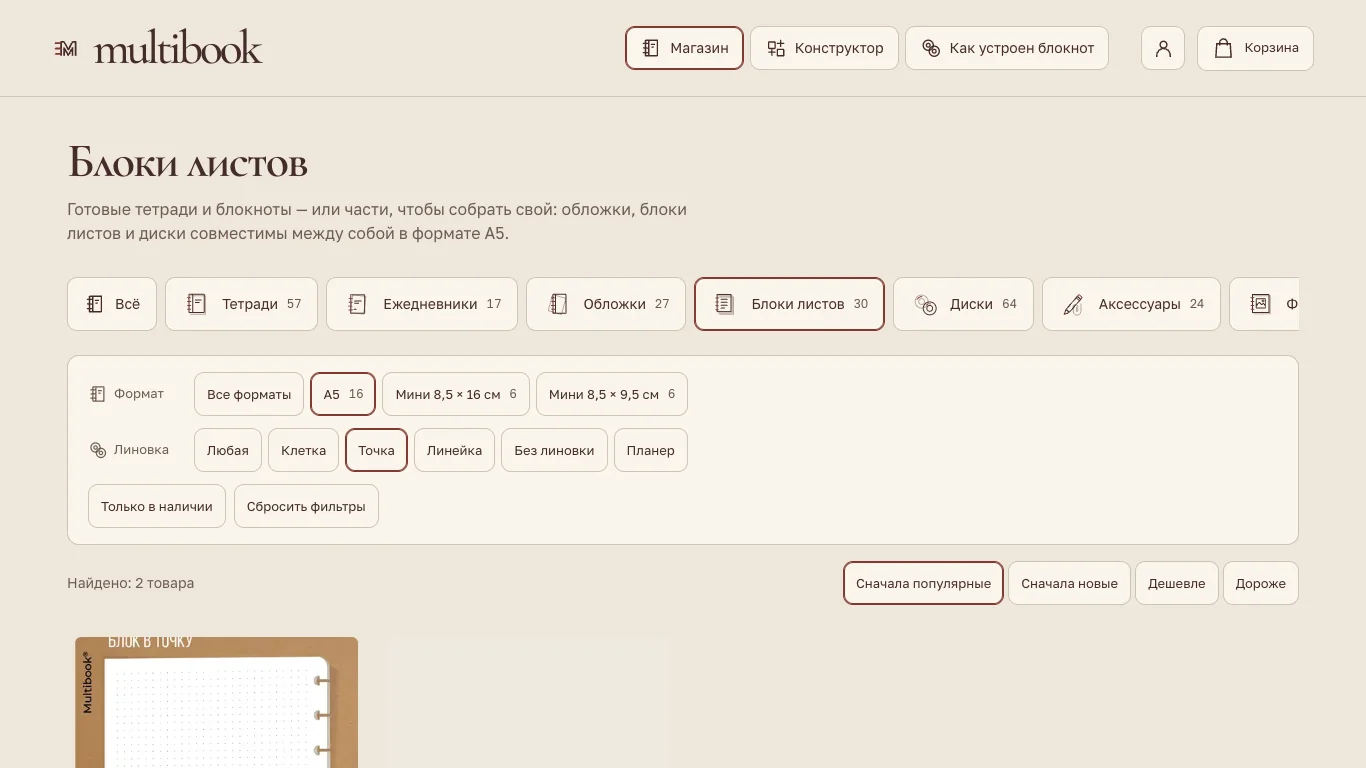 multibook
Магазин
Конструктор
Как устроен блокнот
Корзина
Блоки листов
Готовые тетради и блокноты — или части, чтобы собрать свой: обложки, блоки
листов и диски совместимы между собой в формате А5.
Всё
Тетради 57
Ежедневники 17
Обложки 27
Блоки листов 30
Диски 64
Аксессуары 24
Ф
Формат
Все форматы
А5 16
Мини 8,5 × 16 см 6
Мини 8,5 × 9,5 см 6
Линовка
Любая
Клетка
Точка
Линейка
Без линовки
Планер
Только в наличии
Сбросить фильтры
Найдено: 2 товара
Сначала популярные
Сначала новые
Дешевле
Дороже
БЛОК В ТОЧКУ
Multibook®